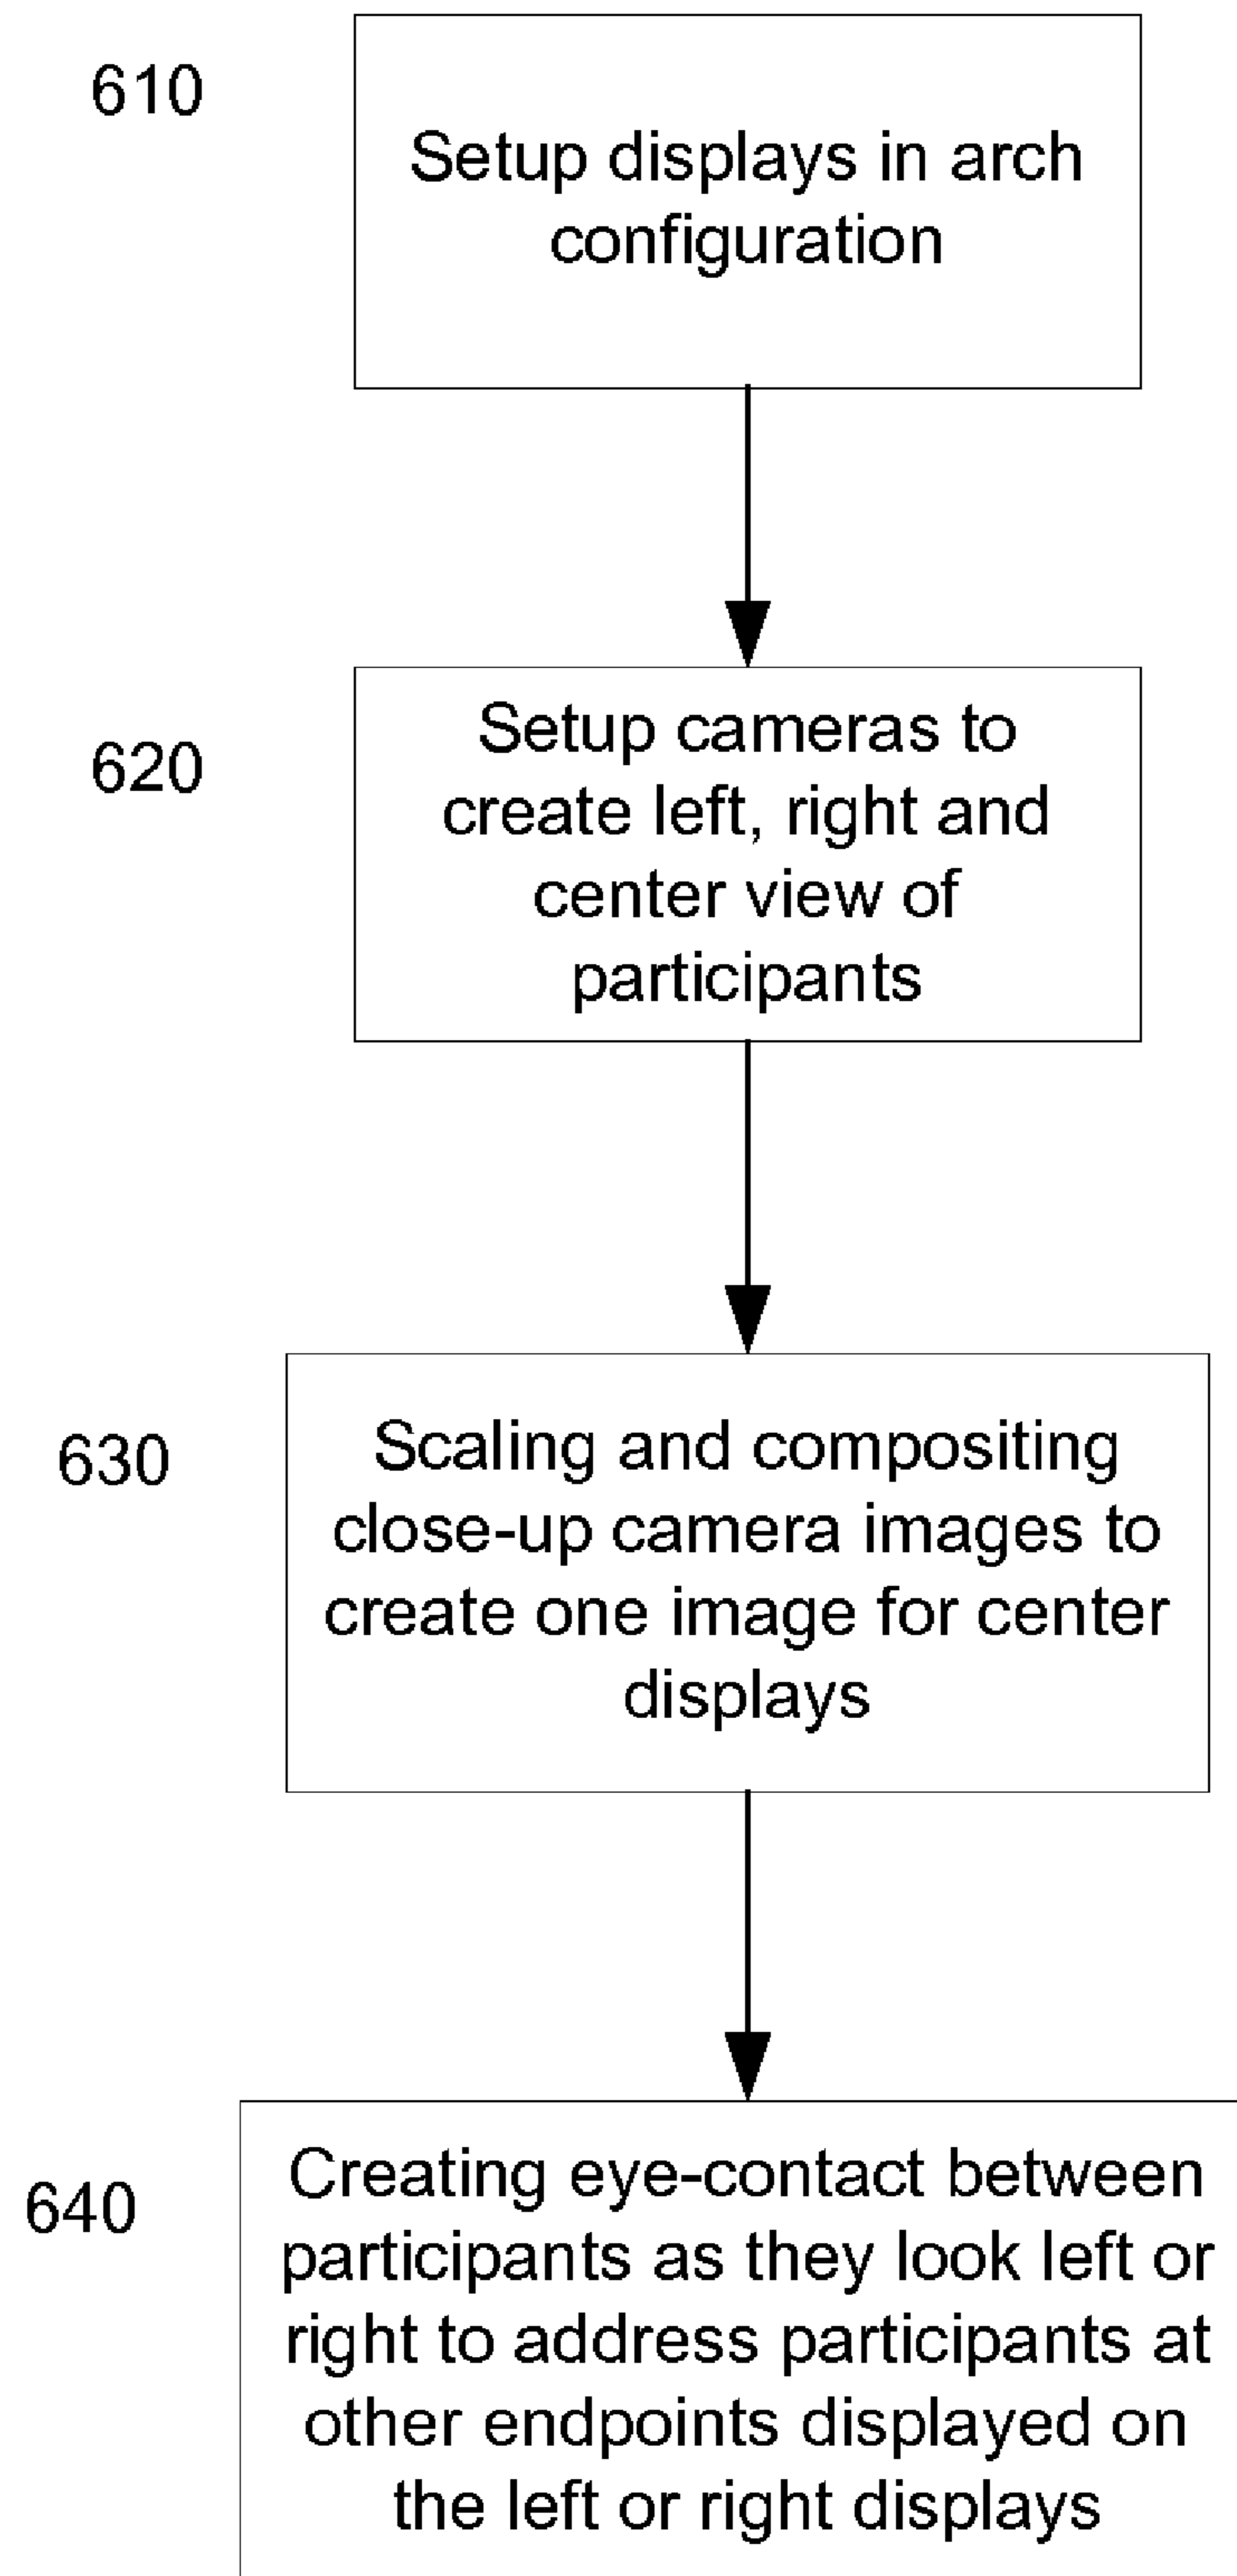 610
Setup displays in arch
configuration
620
Setup cameras to
create left, right and
center view of
participants
630
Scaling and compositing
close-up camera images to
create one image for center
displays
640
Creating eye-contact between
participants as they look left or
right to address participants at
other endpoints displayed on
the left or right displays